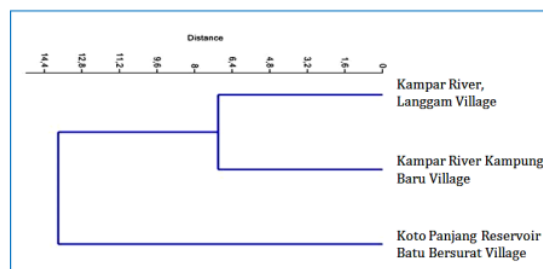 Distance
14,4 12,8 11,2 9,6 8 6,4 4,8 3,2 1,6 0
Kampar River,
Langgam Village
Kampar River Kampung
Baru Village
Koto Panjang Reservoir
Batu Bersurat Village